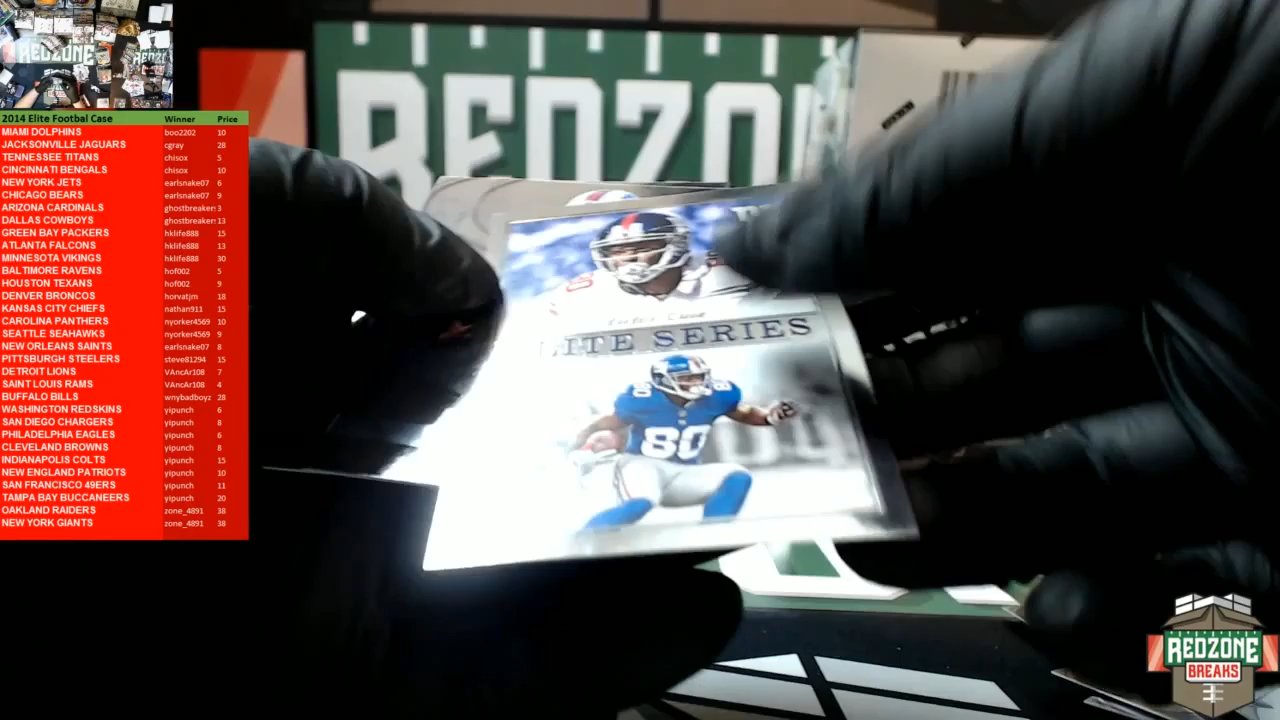 REDZONE
REDZO
2014 Elite Footbal Case Winner Price
MIAMI DOLPHINS boo2202 10
JACKSONVILLE JAGUARS cgray 28
TENNESSEE TITANS chisox 5
CINCINNATI BENGALS chisox 10
NEW YORK JETS earlsnake07 6
CHICAGO BEARS earlsnake07 9
ARIZONA CARDINALS ghostbreaker 3
DALLAS COWBOYS ghostbreaker 13
GREEN BAY PACKERS hklife888 15
ATLANTA FALCONS hklife888 13
MINNESOTA VIKINGS hklife888 30
BALTIMORE RAVENS hof002 5
HOUSTON TEXANS hof002 9
DENVER BRONCOS horvatjm 18
KANSAS CITY CHIEFS nathan911 15
CAROLINA PANTHERS nyorker4569 10
SEATTLE SEAHAWKS nyorker4569 9
NEW ORLEANS SAINTS earlsnake07 8
PITTSBURGH STEELERS steve81294 15
DETROIT LIONS VAncAr108 7
SAINT LOUIS RAMS VAncAr108 4
BUFFALO BILLS wnybadboyz 28
WASHINGTON REDSKINS yipunch 6
SAN DIEGO CHARGERS yipunch 8
PHILADELPHIA EAGLES yipunch 6
CLEVELAND BROWNS yipunch 8
INDIANAPOLIS COLTS yipunch 15
NEW ENGLAND PATRIOTS yipunch 10
SAN FRANCISCO 49ERS yipunch 11
TAMPA BAY BUCCANEERS yipunch 20
OAKLAND RAIDERS zone_4891 38
NEW YORK GIANTS zone_4891 38
ITE SERIES
80
80
REDZONE
BREAKS